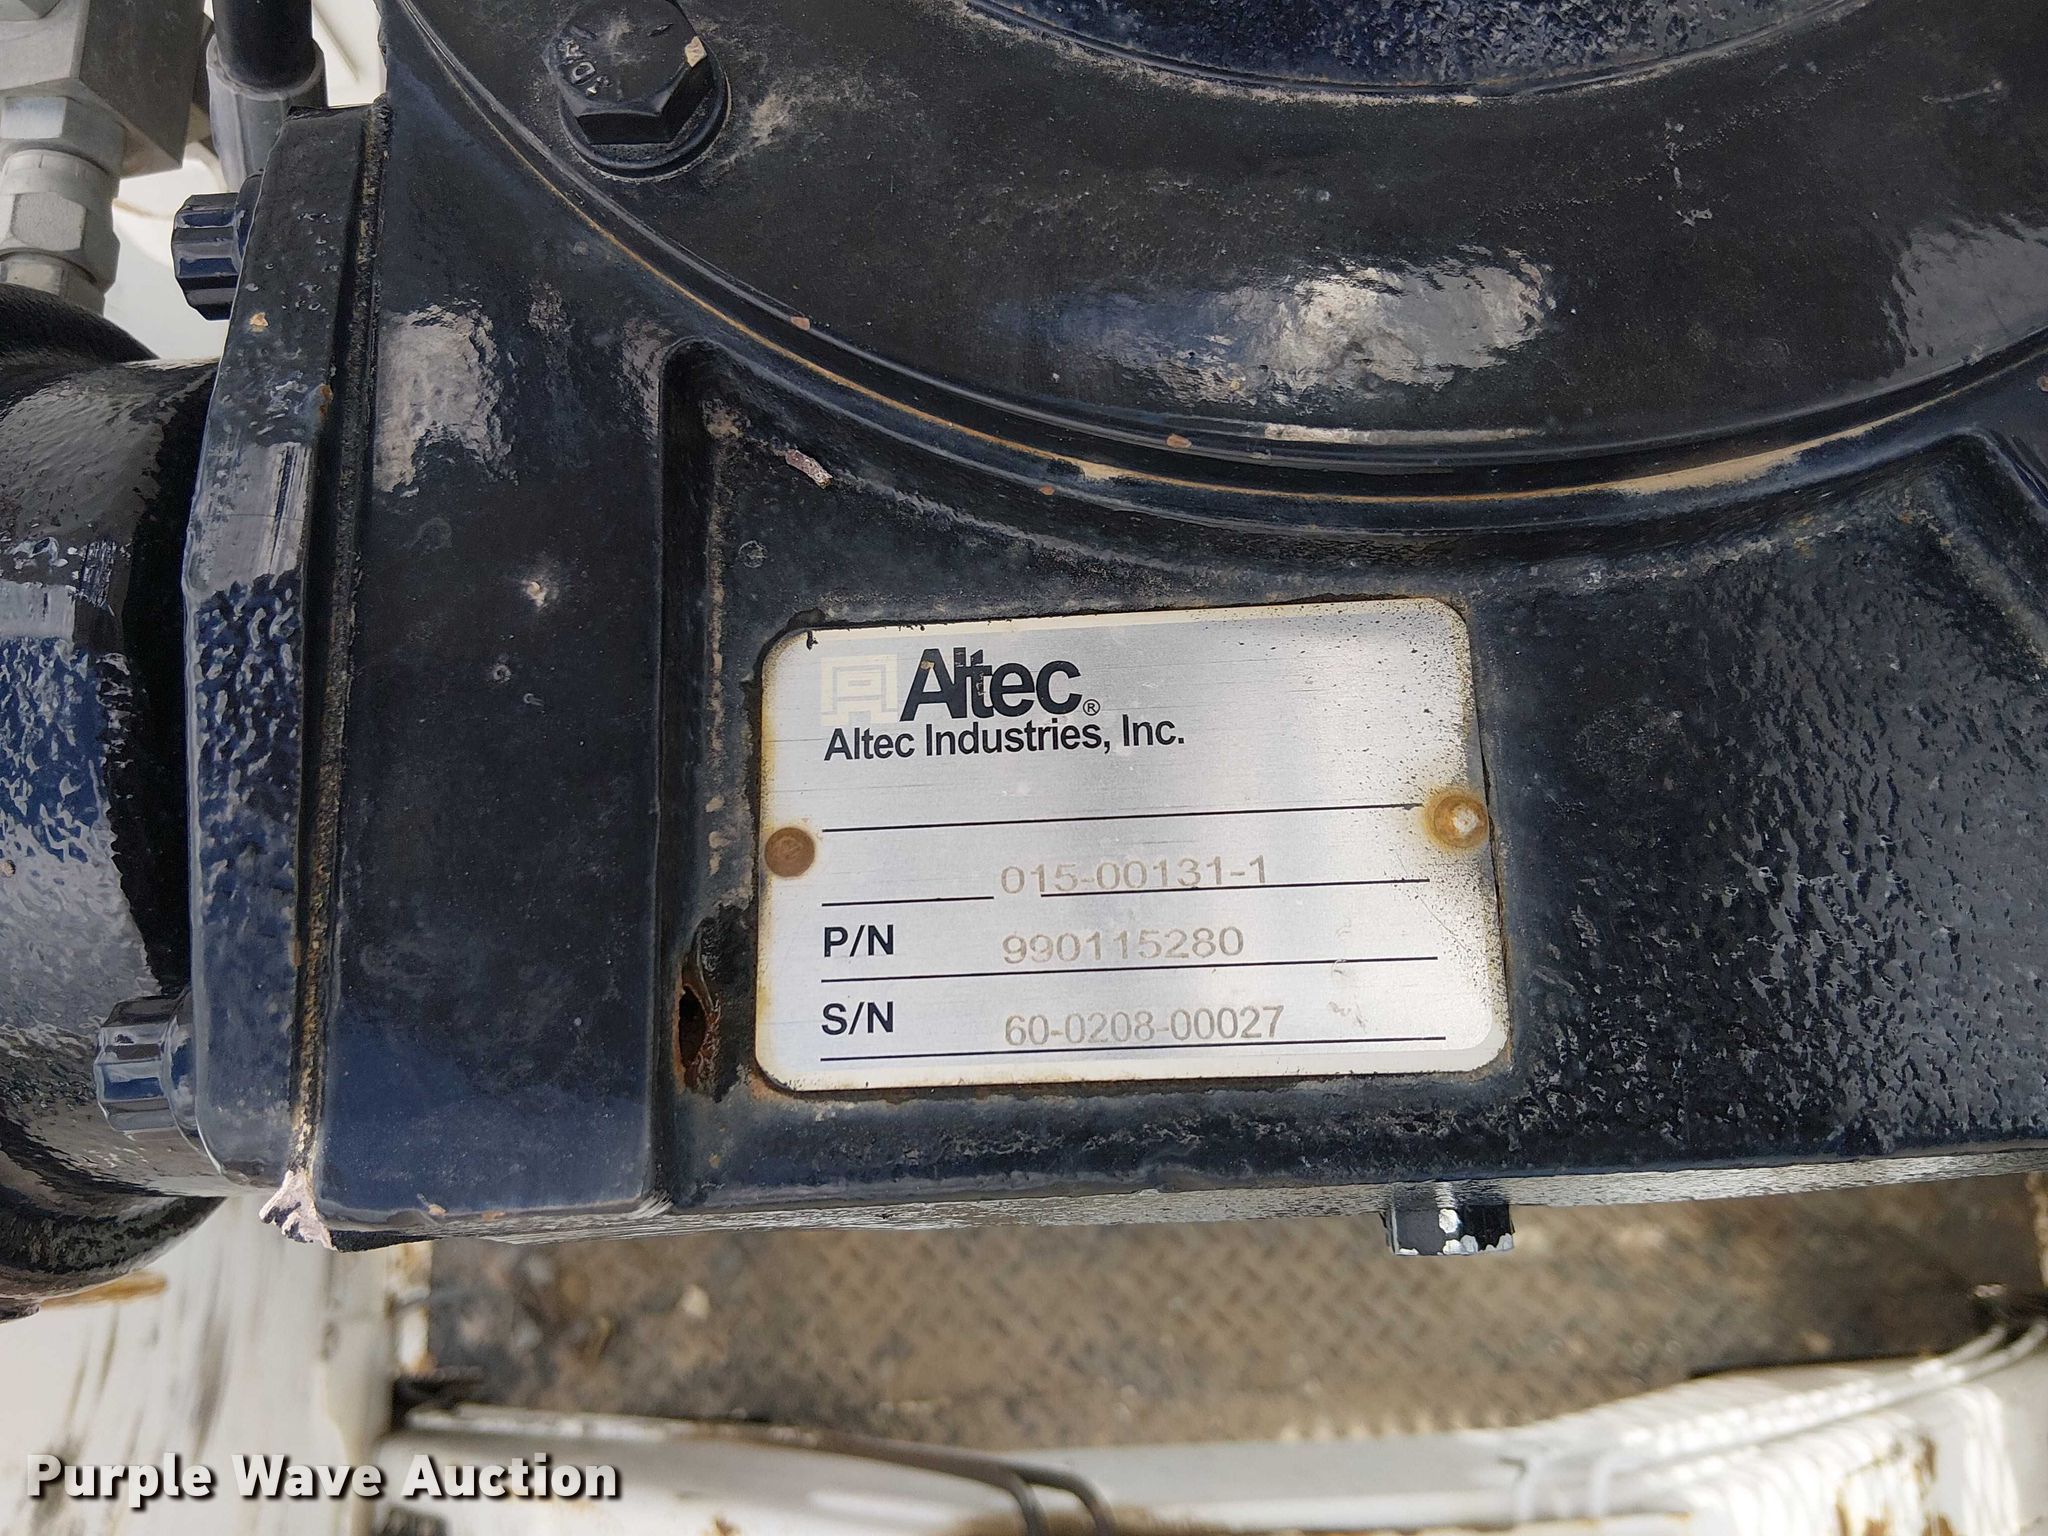 Altec®
Altec Industries, Inc.
015-00131-1
P/N 990115280
S/N 60-0208-00027
Purple Wave Auction